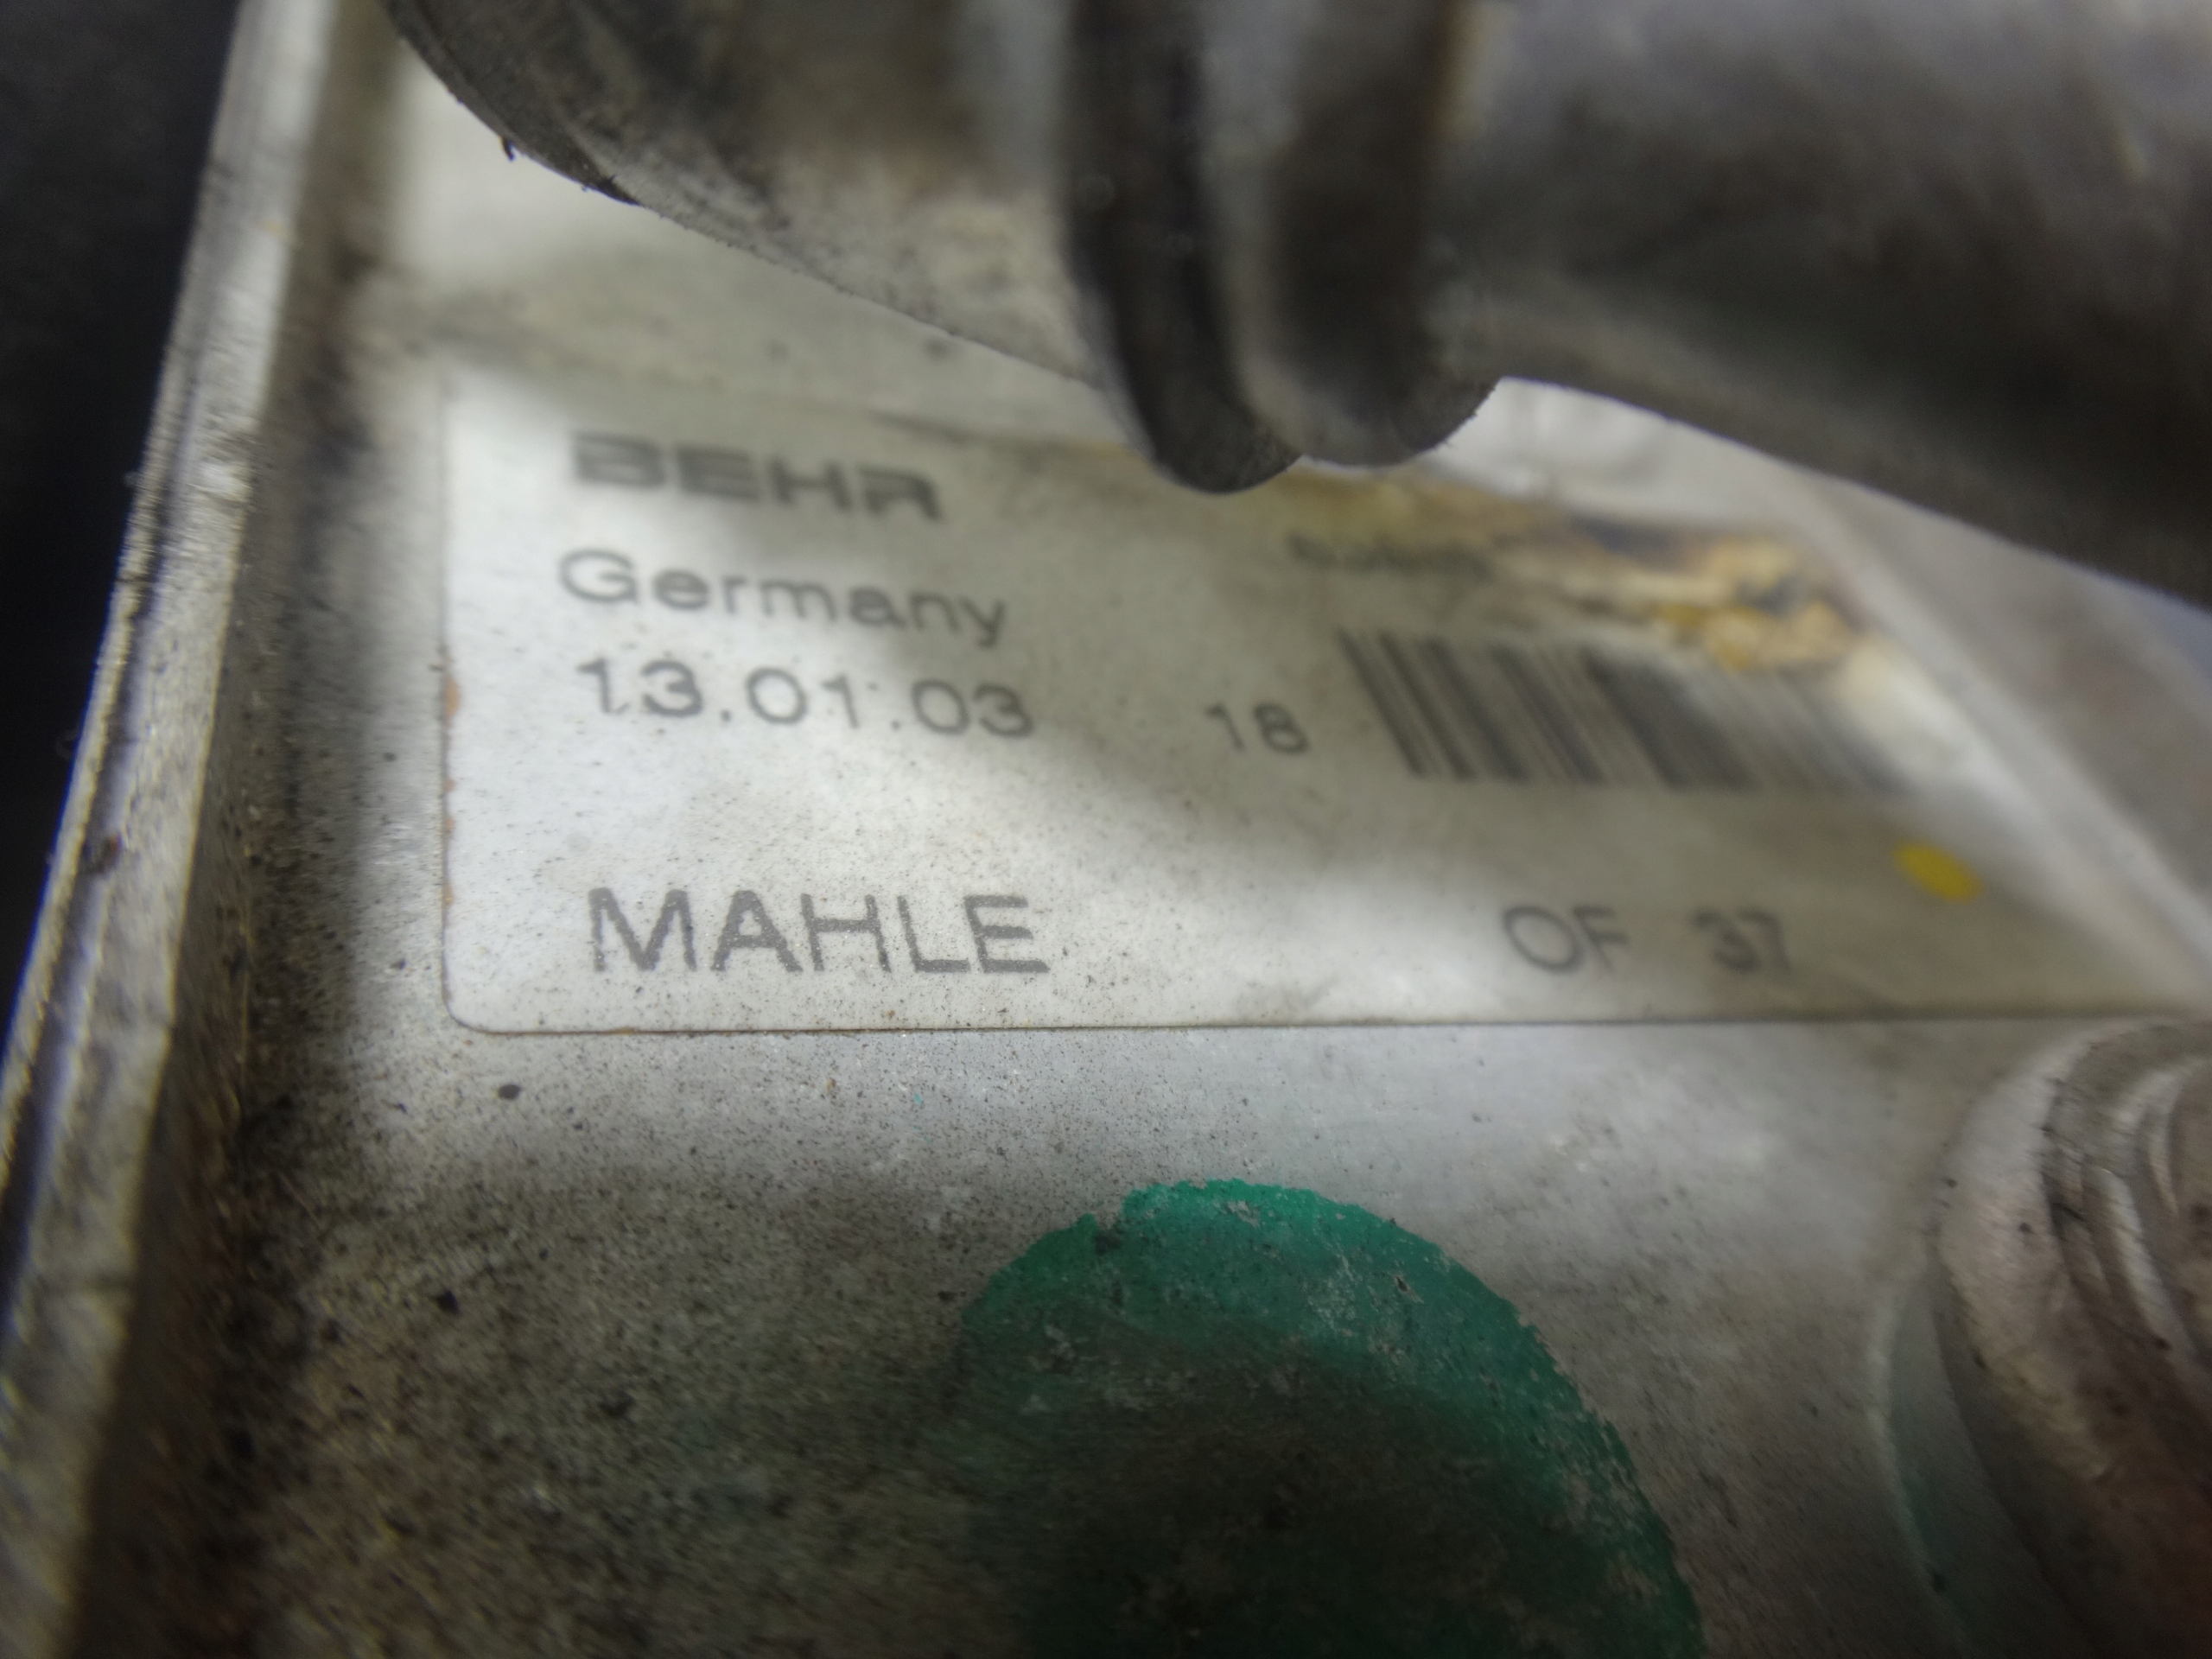 BEHR
Germany
13.01.03 18
MAHLE OF 37